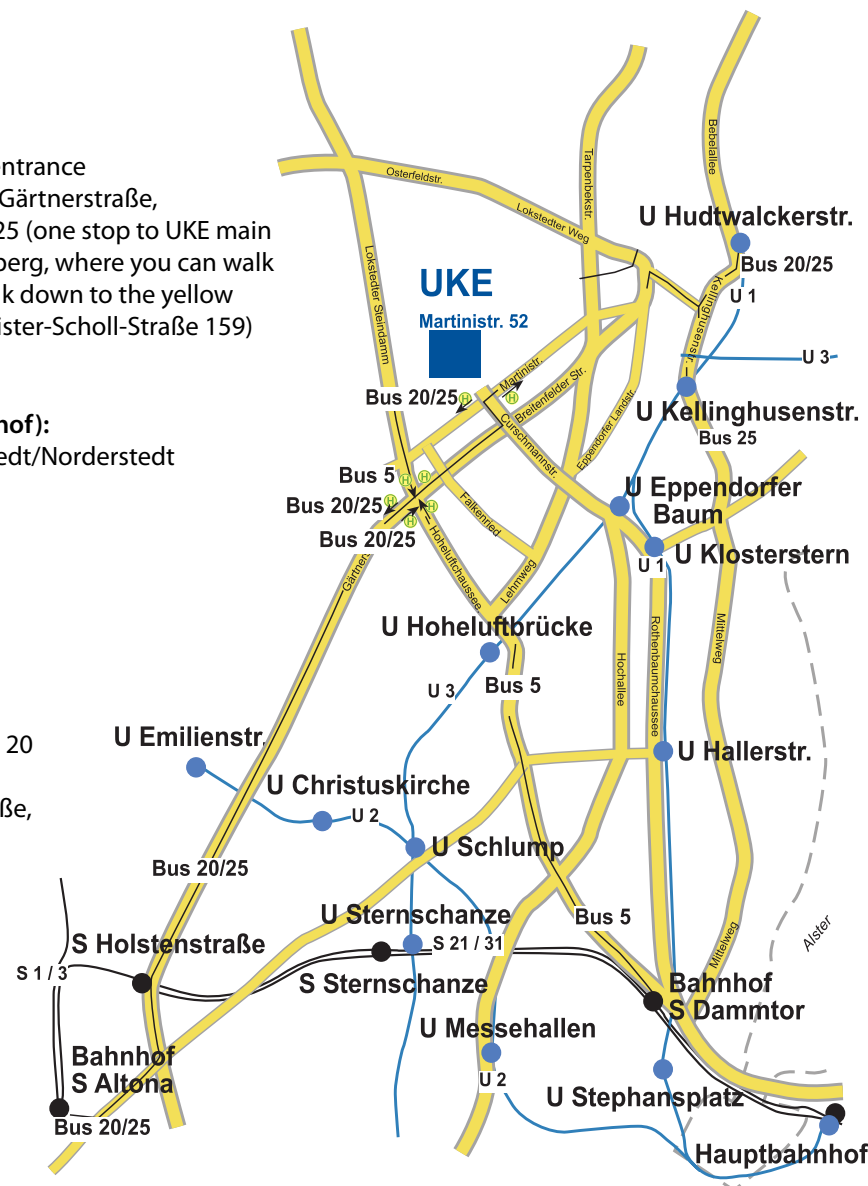 entrance
Gärtnerstraße,
25 (one stop to UKE main
berg, where you can walk
k down to the yellow
ister-Scholl-Straße 159)
hof):
edt/Norderstedt
20
ße,
Osterfeldstr.
Lokstedter Weg
Tarpenbekstr.
Bebelallee
U Hudtwalckerstr.
Bus 20/25
U 1
Lokstedter Steindamm
UKE
Martinistr. 52
Kellinghusenstr.
U 3
Martinistr.
Bus 20/25
H
H
Breitenfelder Str.
U Kellinghusenstr.
Bus 25
Curschmannstr.
Eppendorfer Landstr.
Bus 5
H
H
Bus 20/25
H
H
H
Bus 20/25
Falkenried
U Eppendorfer
Baum
U Klosterstern
U 1
Gärtners
Hoheluftchaussee
Lehmweg
U Hoheluftbrücke
U 3
Bus 5
Hochallee
Rothenbaumchaussee
Mittelweg
U Emilienstr.
U Hallerstr.
U Christuskirche
U 2
U Schlump
Bus 20/25
U Sternschanze
Bus 5
S Holstenstraße
S 21 / 31
Mittelweg
Alster
S 1 / 3
S Sternschanze
Bahnhof
S Dammtor
U Messehallen
Bahnhof
S Altona
U 2
U Stephansplatz
Bus 20/25
Hauptbahnhof